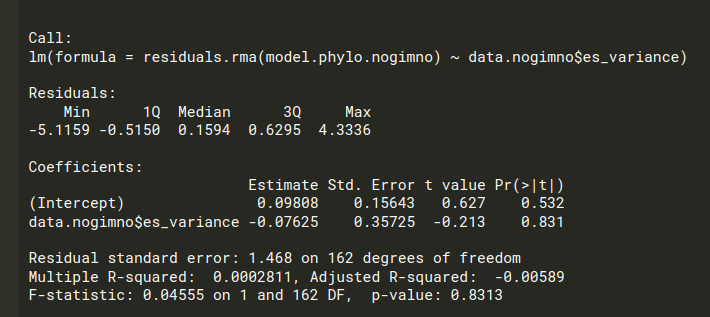 Call:
lm(formula = residuals.rma(model.phylo.nogimno) ~ data.nogimno$es_variance)
Residuals:
    Min      1Q  Median      3Q     Max
-5.1159 -0.5150  0.1594  0.6295  4.3336
Coefficients:
                         Estimate Std. Error t value Pr(>|t|)
(Intercept)               0.09808    0.15643   0.627    0.532
data.nogimno$es_variance -0.07625    0.35725  -0.213    0.831
Residual standard error: 1.468 on 162 degrees of freedom
Multiple R-squared:  0.0002811, Adjusted R-squared:  -0.00589
F-statistic: 0.04555 on 1 and 162 DF,  p-value: 0.8313